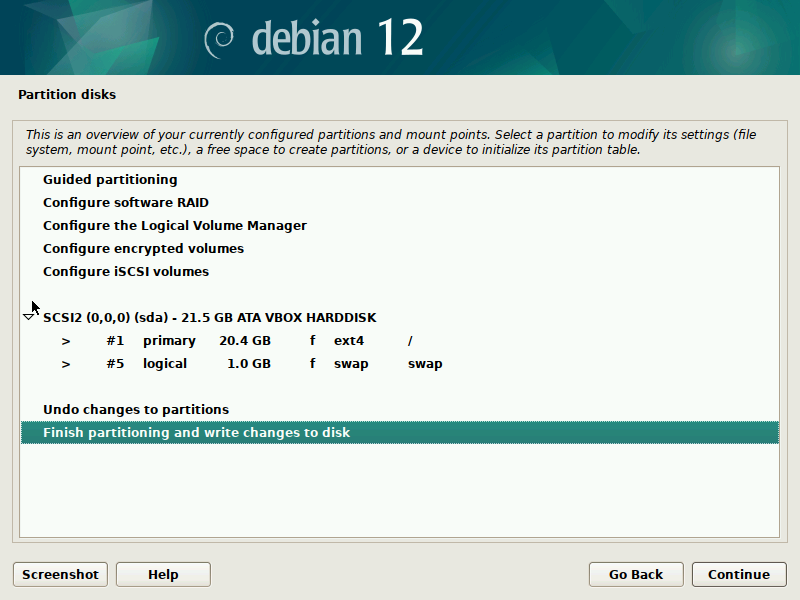 debian 12
Partition disks
This is an overview of your currently configured partitions and mount points. Select a partition to modify its settings (file
system, mount point, etc.), a free space to create partitions, or a device to initialize its partition table.
Guided partitioning
Configure software RAID
Configure the Logical Volume Manager
Configure encrypted volumes
Configure iSCSI volumes
SCSI2 (0,0,0) (sda) - 21.5 GB ATA VBOX HARDDISK
> #1 primary 20.4 GB f ext4 /
> #5 logical 1.0 GB f swap swap
Undo changes to partitions
Finish partitioning and write changes to disk
Screenshot Help Go Back Continue